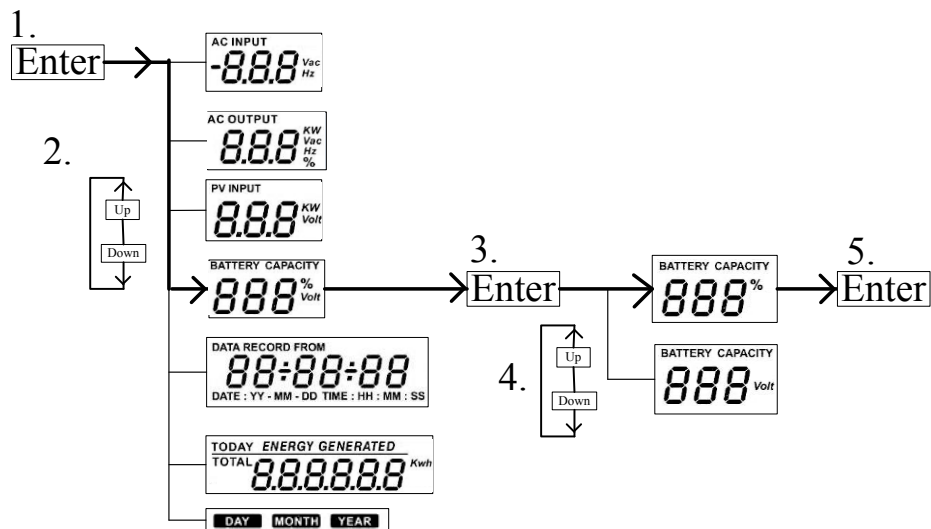 1.
Enter
2.
Up
Down
AC INPUT
-8.8.8 Vac
Hz
AC OUTPUT
8.8.8 KW
Vac
Hz
%
PV INPUT
8.8.8 KW
Volt
BATTERY CAPACITY
888 %
Volt
DATA RECORD FROM
88÷88÷88
DATE : YY - MM - DD TIME : HH : MM : SS
TODAY ENERGY GENERATED
TOTAL 8.8.8.8.8.8 Kwh
DAY MONTH YEAR
3.
Enter
4.
Up
Down
BATTERY CAPACITY
888 %
BATTERY CAPACITY
888 Volt
5.
Enter